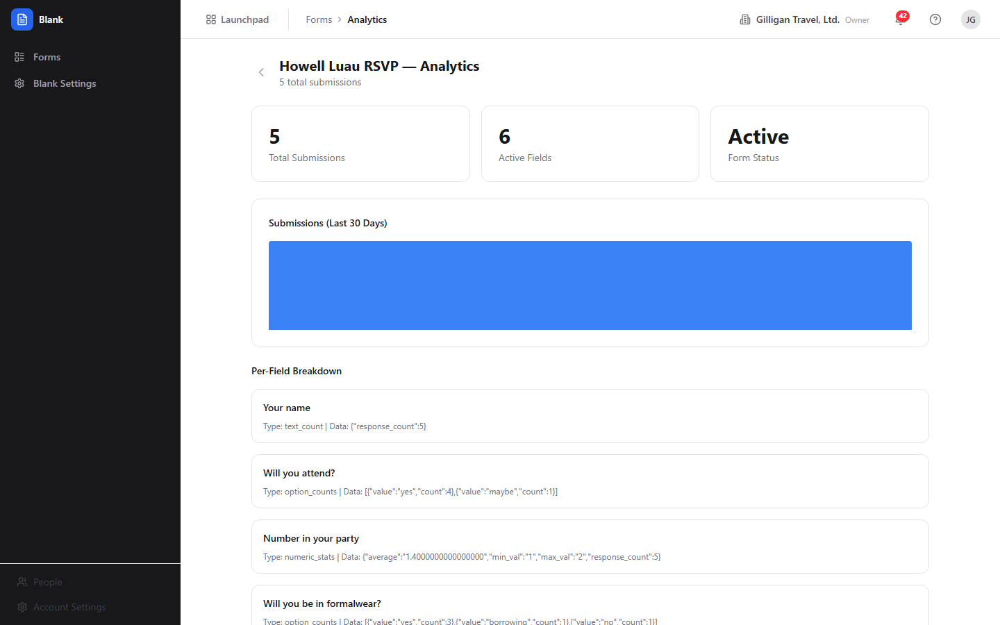 Blank
Forms
Blank Settings
People
Account Settings
Launchpad
Forms > Analytics
Gilligan Travel, Ltd. Owner
42
JG
Howell Luau RSVP — Analytics
5 total submissions
5
Total Submissions
6
Active Fields
Active
Form Status
Submissions (Last 30 Days)
Per-Field Breakdown
Your name
Type: text_count | Data: {"response_count":5}
Will you attend?
Type: option_counts | Data: [{"value":"yes","count":4},{"value":"maybe","count":1}]
Number in your party
Type: numeric_stats | Data: {"average":"1.4000000000000000","min_val":"1","max_val":"2","response_count":5}
Will you be in formalwear?
Type: option_counts | Data: [{"value":"yes","count":3},{"value":"borrowing","count":1},{"value":"no","count":1}]